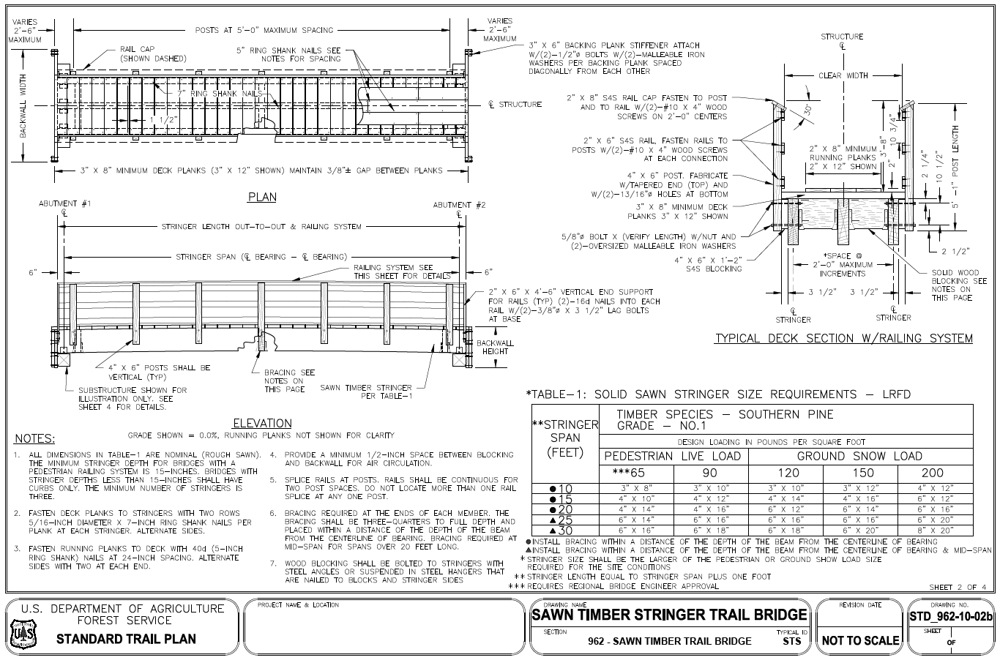 VARIES
2'-6"
MAXIMUM
POSTS AT 5'-0" MAXIMUM SPACING
VARIES
2'-6"
MAXIMUM
RAIL CAP
(SHOWN DASHED)
5" RING SHANK NAILS SEE
NOTES FOR SPACING
7" RING SHANK NAILS
1 1/2"
BACKWALL WIDTH
3" X 6" BACKING PLANK STIFFENER ATTACH
W/(2)-1/2"ø BOLTS W/(2)-MALLEABLE IRON
WASHERS PER BACKING PLANK SPACED
DIAGONALLY FROM EACH OTHER
℄ STRUCTURE
3" X 8" MINIMUM DECK PLANKS (3" X 12" SHOWN) MAINTAIN 3/8"± GAP BETWEEN PLANKS
PLAN
ABUTMENT #1
℄
ABUTMENT #2
℄
STRINGER LENGTH OUT-TO-OUT & RAILING SYSTEM
STRINGER SPAN (℄ BEARING - ℄ BEARING)
6"
RAILING SYSTEM SEE
THIS SHEET FOR DETAILS
6"
2" X 6" X 4'-6" VERTICAL END SUPPORT
FOR RAILS (TYP) (2)-16d NAILS INTO EACH
RAIL W/(2)-3/8"ø X 3 1/2" LAG BOLTS
AT BASE
BACKWALL
HEIGHT
4" X 6" POSTS SHALL BE
VERTICAL (TYP)
SUBSTRUCTURE SHOWN FOR
ILLUSTRATION ONLY. SEE
SHEET 4 FOR DETAILS.
BRACING SEE
NOTES ON
THIS PAGE
SAWN TIMBER STRINGER
PER TABLE-1
ELEVATION
GRADE SHOWN = 0.0%, RUNNING PLANKS NOT SHOWN FOR CLARITY
STRUCTURE
℄
CLEAR WIDTH
2" X 8" S4S RAIL CAP FASTEN TO POST
AND TO RAIL W/(2)-#10 X 4" WOOD
SCREWS ON 2'-0" CENTERS
30°
2" X 6" S4S RAIL, FASTEN RAILS TO
POSTS W/(2)-#10 X 4" WOOD SCREWS
AT EACH CONNECTION
2" X 8" MINIMUM
RUNNING PLANKS
2" X 12" SHOWN
3'-8"
10 3/4"
2"
2 1/4"
10 1/2"
5'-1" POST LENGTH
4" X 6" POST. FABRICATE
W/TAPERED END (TOP) AND
W/(2)-13/16"ø HOLES AT BOTTOM
3" X 8" MINIMUM DECK
PLANKS 3" X 12" SHOWN
5/8"ø BOLT X (VERIFY LENGTH) W/NUT AND
(2)-OVERSIZED MALLEABLE IRON WASHERS
4" X 6" X 1'-2"
S4S BLOCKING
*SPACE @
2'-0" MAXIMUM
INCREMENTS
2 1/2"
SOLID WOOD
BLOCKING SEE
NOTES ON
THIS PAGE
3 1/2"
3 1/2"
℄
STRINGER
℄
STRINGER
TYPICAL DECK SECTION W/RAILING SYSTEM
NOTES:
1. ALL DIMENSIONS IN TABLE-1 ARE NOMINAL (ROUGH SAWN).
THE MINIMUM STRINGER DEPTH FOR BRIDGES WITH A
PEDESTRIAN RAILING SYSTEM IS 15-INCHES. BRIDGES WITH
STRINGER DEPTHS LESS THAN 15-INCHES SHALL HAVE
CURBS ONLY. THE MINIMUM NUMBER OF STRINGERS IS
THREE.
2. FASTEN DECK PLANKS TO STRINGERS WITH TWO ROWS
5/16-INCH DIAMETER X 7-INCH RING SHANK NAILS PER
PLANK AT EACH STRINGER. ALTERNATE SIDES.
3. FASTEN RUNNING PLANKS TO DECK WITH 40d (5-INCH
RING SHANK) NAILS AT 24-INCH SPACING. ALTERNATE
SIDES WITH TWO AT EACH END.
4. PROVIDE A MINIMUM 1/2-INCH SPACE BETWEEN BLOCKING
AND BACKWALL FOR AIR CIRCULATION.
5. SPLICE RAILS AT POSTS. RAILS SHALL BE CONTINUOUS FOR
TWO POST SPACES. DO NOT LOCATE MORE THAN ONE RAIL
SPLICE AT ANY ONE POST.
6. BRACING REQUIRED AT THE ENDS OF EACH MEMBER. THE
BRACING SHALL BE THREE-QUARTERS TO FULL DEPTH AND
PLACED WITHIN A DISTANCE OF THE DEPTH OF THE BEAM
FROM THE CENTERLINE OF BEARING. BRACING REQUIRED AT
MID-SPAN FOR SPANS OVER 20 FEET LONG.
7. WOOD BLOCKING SHALL BE BOLTED TO STRINGERS WITH
STEEL ANGLES OR SUSPENDED IN STEEL HANGERS THAT
ARE NAILED TO BLOCKS AND STRINGER SIDES
*TABLE-1: SOLID SAWN STRINGER SIZE REQUIREMENTS - LRFD
**STRINGER
SPAN
(FEET)
TIMBER SPECIES - SOUTHERN PINE
GRADE - NO.1
DESIGN LOADING IN POUNDS PER SQUARE FOOT
PEDESTRIAN LIVE LOAD GROUND SNOW LOAD
***65 90 120 150 200
●10 3" X 8" 3" X 10" 3" X 10" 3" X 12" 4" X 12"
●15 4" X 10" 4" X 12" 4" X 14" 4" X 16" 6" X 12"
●20 4" X 14" 4" X 16" 6" X 12" 6" X 14" 6" X 16"
▲25 6" X 14" 6" X 14" 6" X 16" 6" X 16" 6" X 20"
▲30 6" X 16" 6" X 18" 6" X 18" 6" X 20" 8" X 20"
●INSTALL BRACING WITHIN A DISTANCE OF THE DEPTH OF THE BEAM FROM THE CENTERLINE OF BEARING
▲INSTALL BRACING WITHIN A DISTANCE OF THE DEPTH OF THE BEAM FROM THE CENTERLINE OF BEARING & MID-SPAN
* STRINGER SIZE SHALL BE THE LARGER OF THE PEDESTRIAN OR GROUND SHOW LOAD SIZE
REQUIRED FOR THE SITE CONDITIONS
** STRINGER LENGTH EQUAL TO STRINGER SPAN PLUS ONE FOOT
*** REQUIRES REGIONAL BRIDGE ENGINEER APPROVAL
SHEET 2 OF 4
U.S. DEPARTMENT OF AGRICULTURE
FOREST SERVICE
STANDARD TRAIL PLAN
PROJECT NAME & LOCATION
DRAWING NAME
SAWN TIMBER STRINGER TRAIL BRIDGE
SECTION
962 - SAWN TIMBER TRAIL BRIDGE
TYPICAL ID
STS
REVISION DATE
NOT TO SCALE
DRAWING NO.
STD_962-10-02b
SHEET
OF